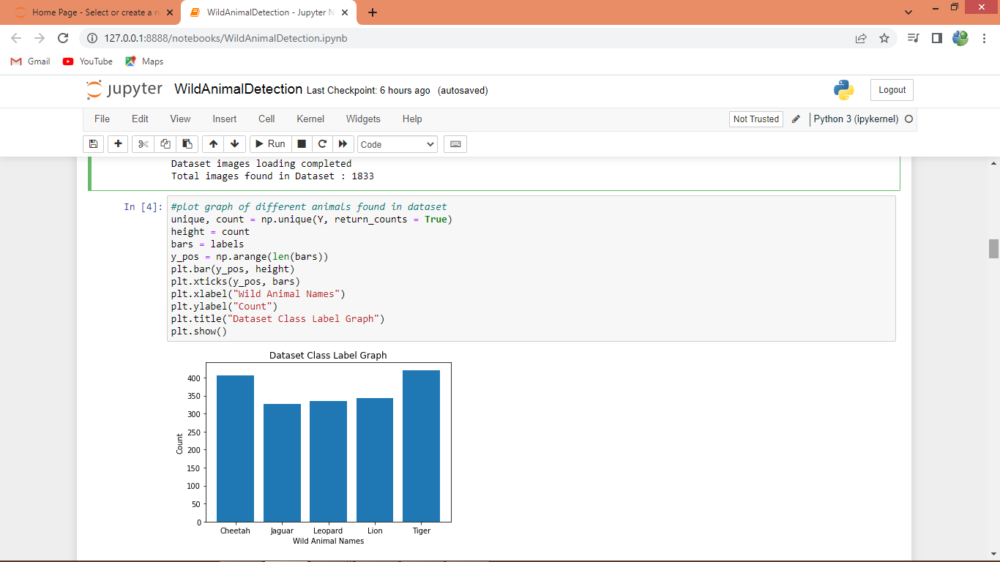 Home Page - Select or create a n
WildAnimalDetection - Jupyter N
127.0.0.1:8888/notebooks/WildAnimalDetection.ipynb
Gmail YouTube Maps
jupyter WildAnimalDetection Last Checkpoint: 6 hours ago (autosaved)
Logout
File Edit View Insert Cell Kernel Widgets Help
Not Trusted Python 3 (ipykernel)
Run Code
Dataset images loading completed
Total images found in Dataset : 1833
In [4]: #plot graph of different animals found in dataset
unique, count = np.unique(Y, return_counts = True)
height = count
bars = labels
y_pos = np.arange(len(bars))
plt.bar(y_pos, height)
plt.xticks(y_pos, bars)
plt.xlabel("Wild Animal Names")
plt.ylabel("Count")
plt.title("Dataset Class Label Graph")
plt.show()
Dataset Class Label Graph
400
350
300
250
200
150
100
50
0
Count
Cheetah Jaguar Leopard Lion Tiger
Wild Animal Names